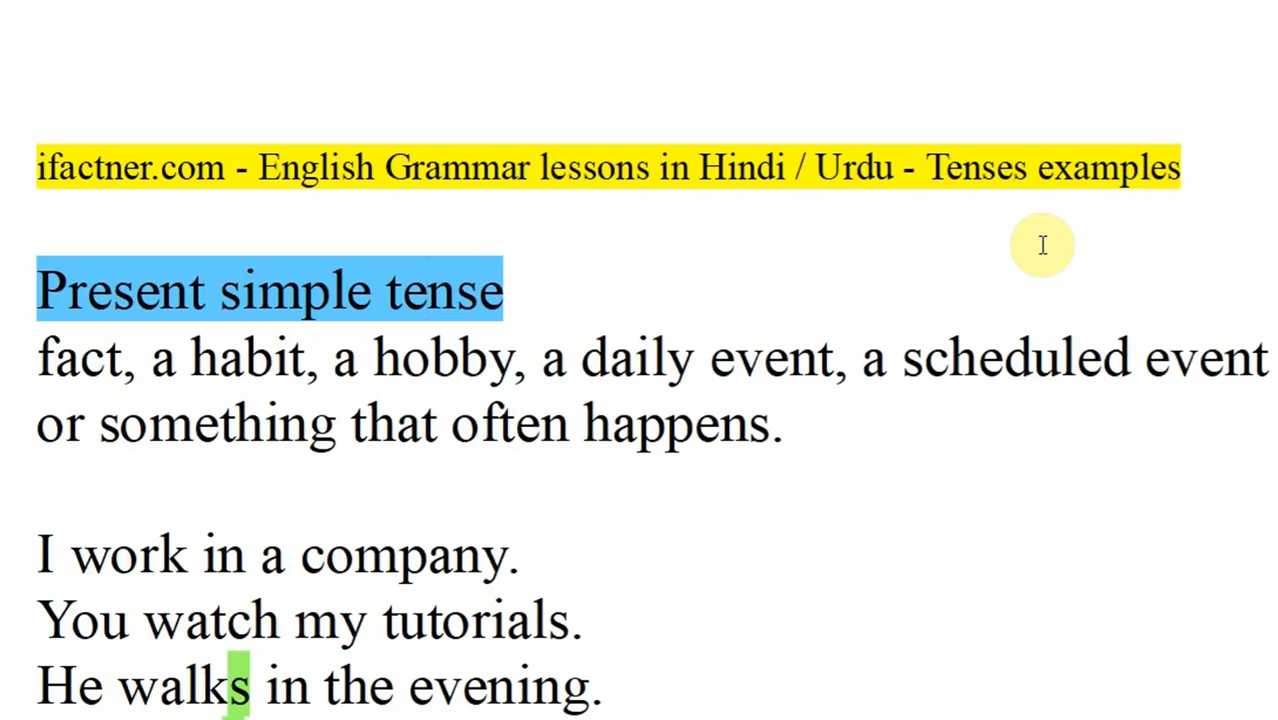 ifactner.com - English Grammar lessons in Hindi / Urdu - Tenses examples
Present simple tense
fact, a habit, a hobby, a daily event, a scheduled event
or something that often happens.
I work in a company.
You watch my tutorials.
He walks in the evening.